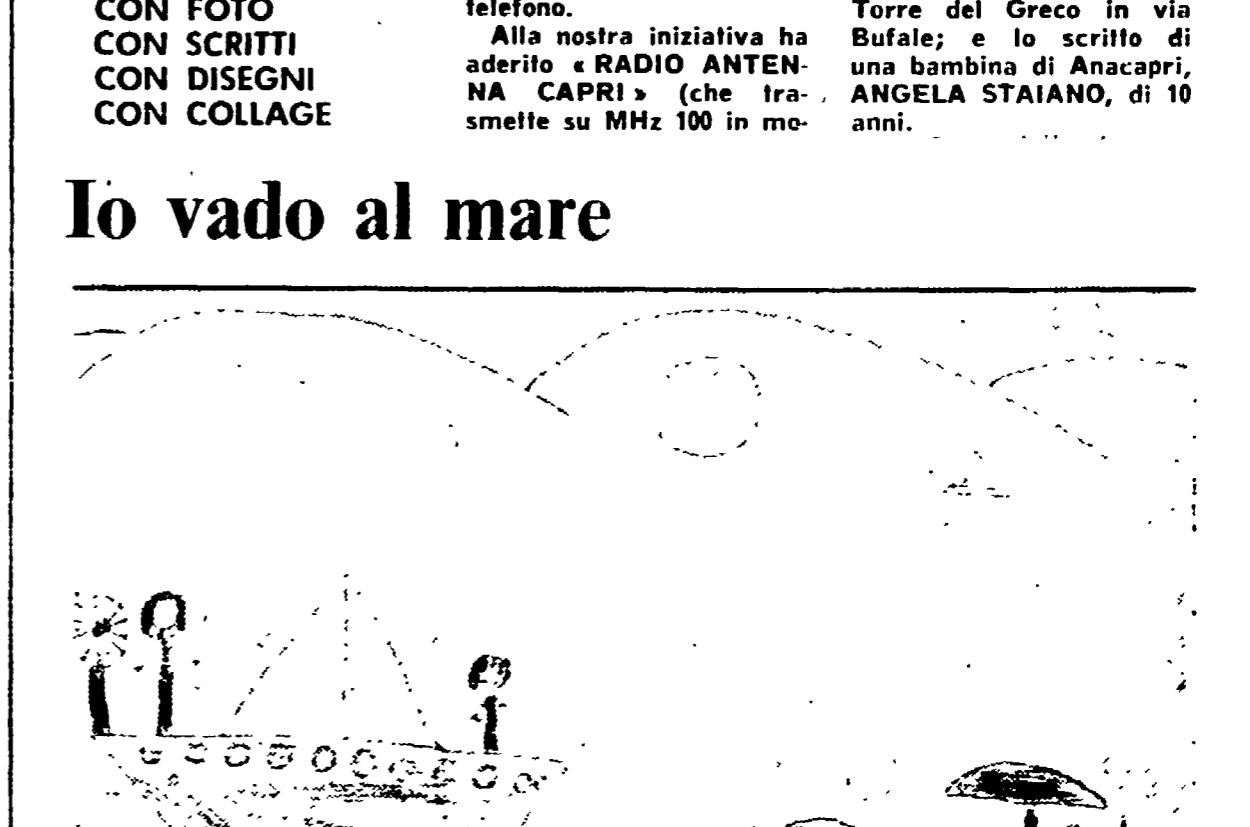 CON FOTO
CON SCRITTI
CON DISEGNI
CON COLLAGE
telefono.
Alla nostra iniziativa ha
aderito « RADIO ANTEN-
NA CAPRI » (che tra-
smette su MHz 100 in mo-
Torre del Greco in via
Bufale; e lo scritto di
una bambina di Anacapri,
ANGELA STAIANO, di 10
anni.
Io vado al mare